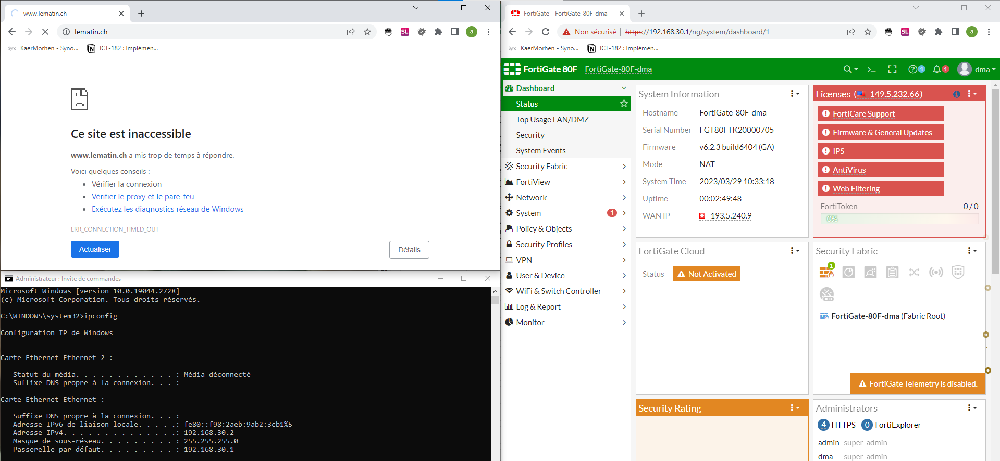 www.lematin.ch
lematin.ch
SL
a
Sync KaerMorhen - Syno...
ICT-182 : Implémen...
Ce site est inaccessible
www.lematin.ch a mis trop de temps à répondre.
Voici quelques conseils :
• Vérifier la connexion
• Vérifier le proxy et le pare-feu
• Exécutez les diagnostics réseau de Windows
ERR_CONNECTION_TIMED_OUT
Actualiser
Détails
Administrateur : Invite de commandes
Microsoft Windows [version 10.0.19044.2728]
(c) Microsoft Corporation. Tous droits réservés.
C:\WINDOWS\system32>ipconfig
Configuration IP de Windows
Carte Ethernet Ethernet 2 :
Statut du média. . . . . . . . . . . . : Média déconnecté
Suffixe DNS propre à la connexion. . . :
Carte Ethernet Ethernet :
Suffixe DNS propre à la connexion. . . :
Adresse IPv6 de liaison locale. . . . .: fe80::f98:2aeb:9ab2:3cb1%5
Adresse IPv4. . . . . . . . . . . . . .: 192.168.30.2
Masque de sous-réseau. . . . . . . . . : 255.255.255.0
Passerelle par défaut. . . . . . . . . : 192.168.30.1
FortiGate - FortiGate-80F-dma
Non sécurisé | https://192.168.30.1/ng/system/dashboard/1
SL
a
Sync KaerMorhen - Syno...
ICT-182 : Implémen...
FortiGate 80F
FortiGate-80F-dma
1
1
dma
Dashboard
Status
Top Usage LAN/DMZ
Security
System Events
Security Fabric
FortiView
Network
System 1
Policy & Objects
Security Profiles
VPN
User & Device
WiFi & Switch Controller
Log & Report
Monitor
System Information
Hostname FortiGate-80F-dma
Serial Number FGT80FTK20000705
Firmware v6.2.3 build6404 (GA)
Mode NAT
System Time 2023/03/29 10:33:18
Uptime 00:02:49:48
WAN IP 193.5.240.9
Licenses ( 149.5.232.66)
FortiCare Support
Firmware & General Updates
IPS
AntiVirus
Web Filtering
FortiToken 0 / 0
0%
FortiGate Cloud
Status Not Activated
Security Fabric
1
FortiGate-80F-dma (Fabric Root)
FortiGate Telemetry is disabled.
Security Rating
Administrators
4 HTTPS 0 FortiExplorer
admin super_admin
dma super_admin